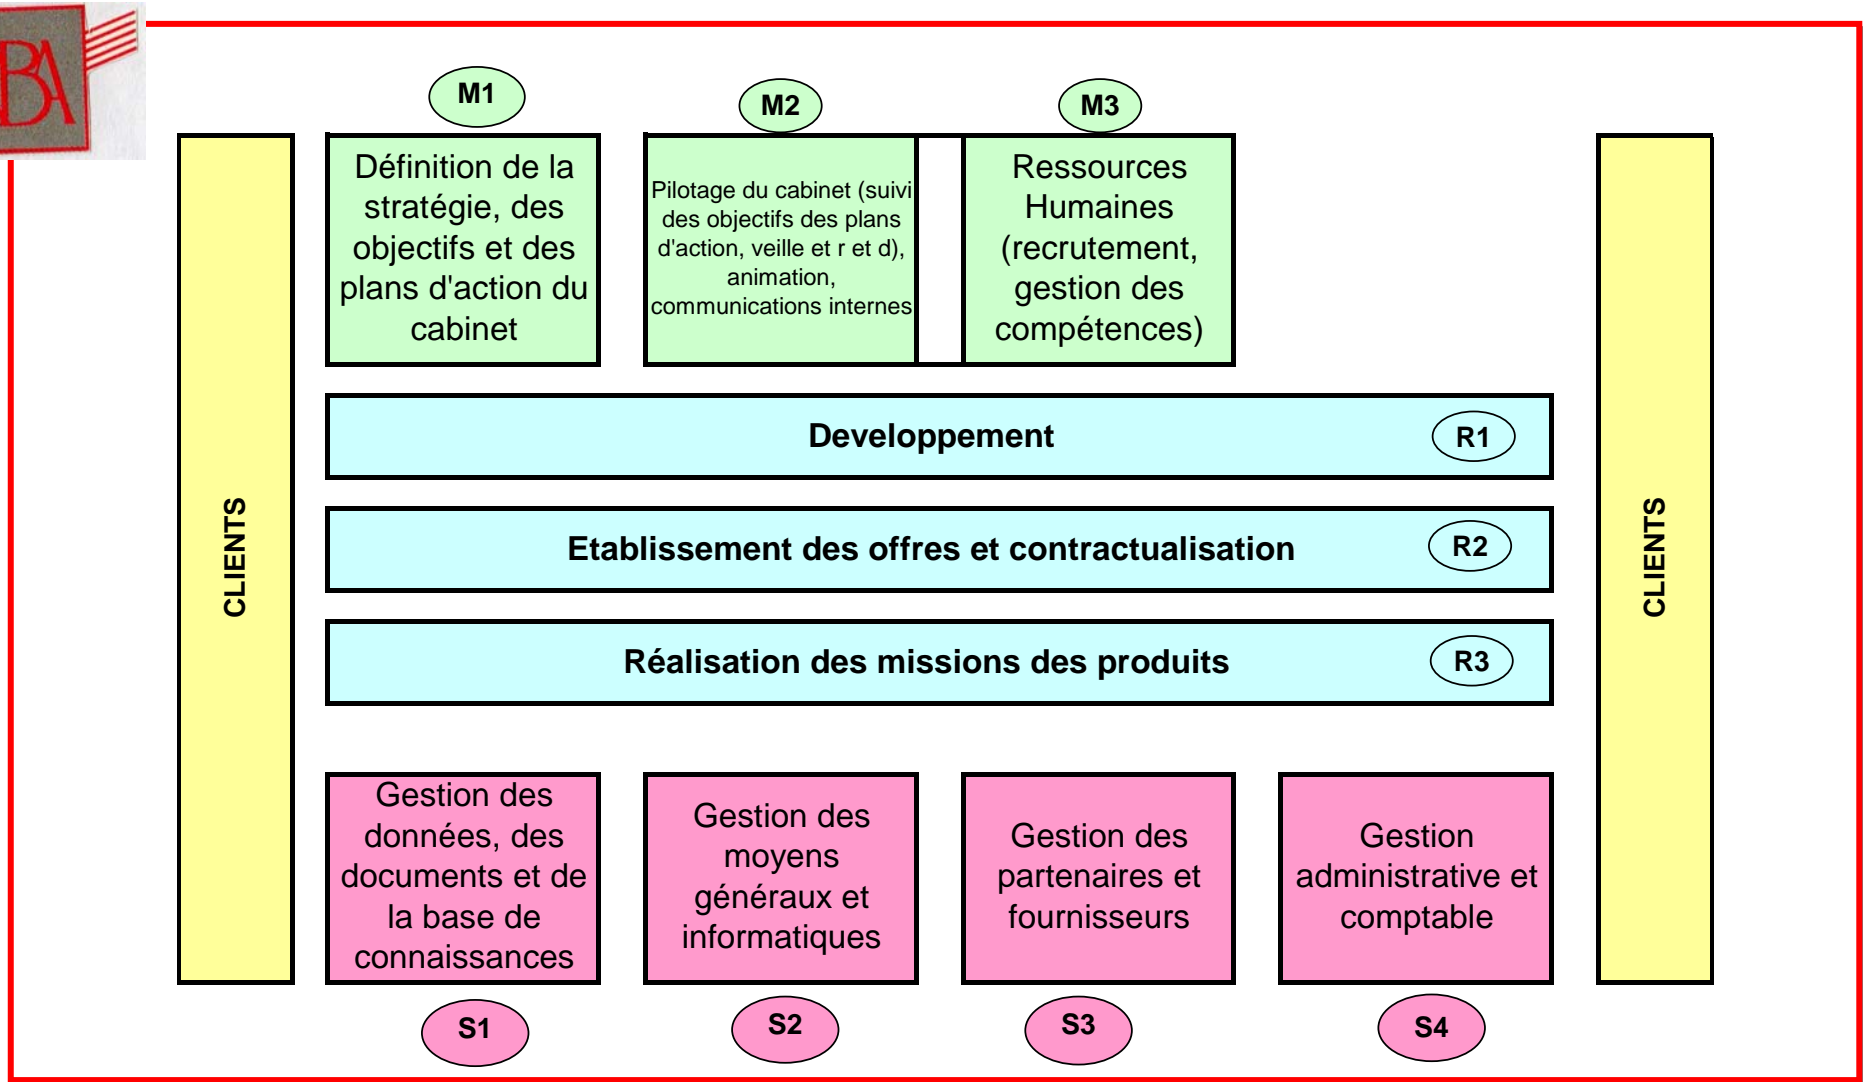 BA
M1
M2
M3
Définition de la
stratégie, des
objectifs et des
plans d'action du
cabinet
Pilotage du cabinet (suivi
des objectifs des plans
d'action, veille et r et d),
animation,
communications internes
Ressources
Humaines
(recrutement,
gestion des
compétences)
CLIENTS
Developpement
R1
Etablissement des offres et contractualisation
R2
Réalisation des missions des produits
R3
CLIENTS
Gestion des
données, des
documents et de
la base de
connaissances
Gestion des
moyens
généraux et
informatiques
Gestion des
partenaires et
fournisseurs
Gestion
administrative et
comptable
S1
S2
S3
S4